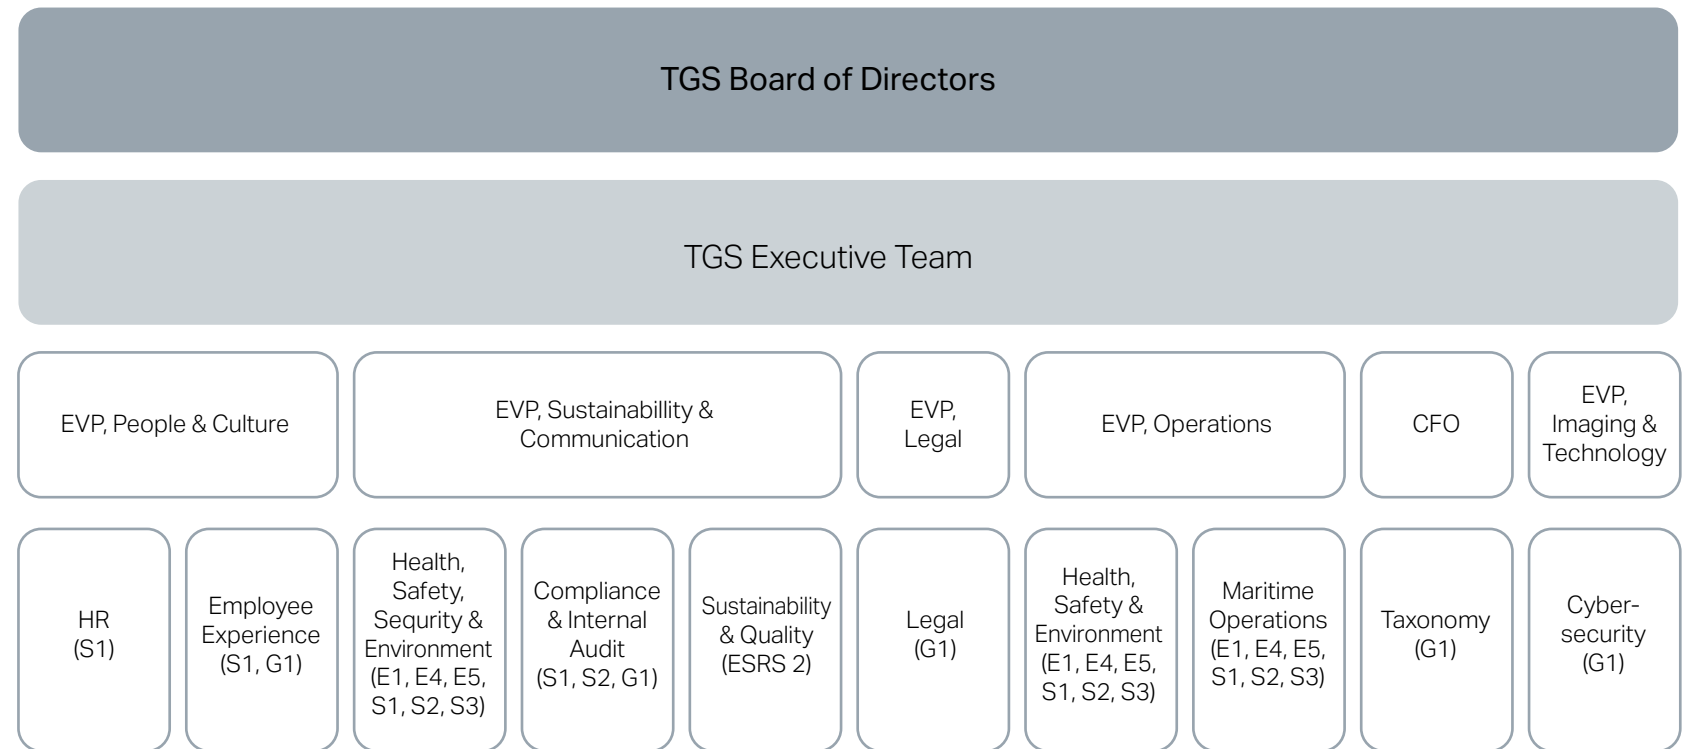 TGS Board of Directors
TGS Executive Team
EVP, People & Culture
EVP, Sustainabillity &
Communication
EVP,
Legal
EVP, Operations
CFO
EVP,
Imaging &
Technology
HR
(S1)
Employee
Experience
(S1, G1)
Health,
Safety,
Sequrity &
Environment
(E1, E4, E5,
S1, S2, S3)
Compliance
& Internal
Audit
(S1, S2, G1)
Sustainability
& Quality
(ESRS 2)
Legal
(G1)
Health,
Safety &
Environment
(E1, E4, E5,
S1, S2, S3)
Maritime
Operations
(E1, E4, E5,
S1, S2, S3)
Taxonomy
(G1)
Cyber-
security
(G1)